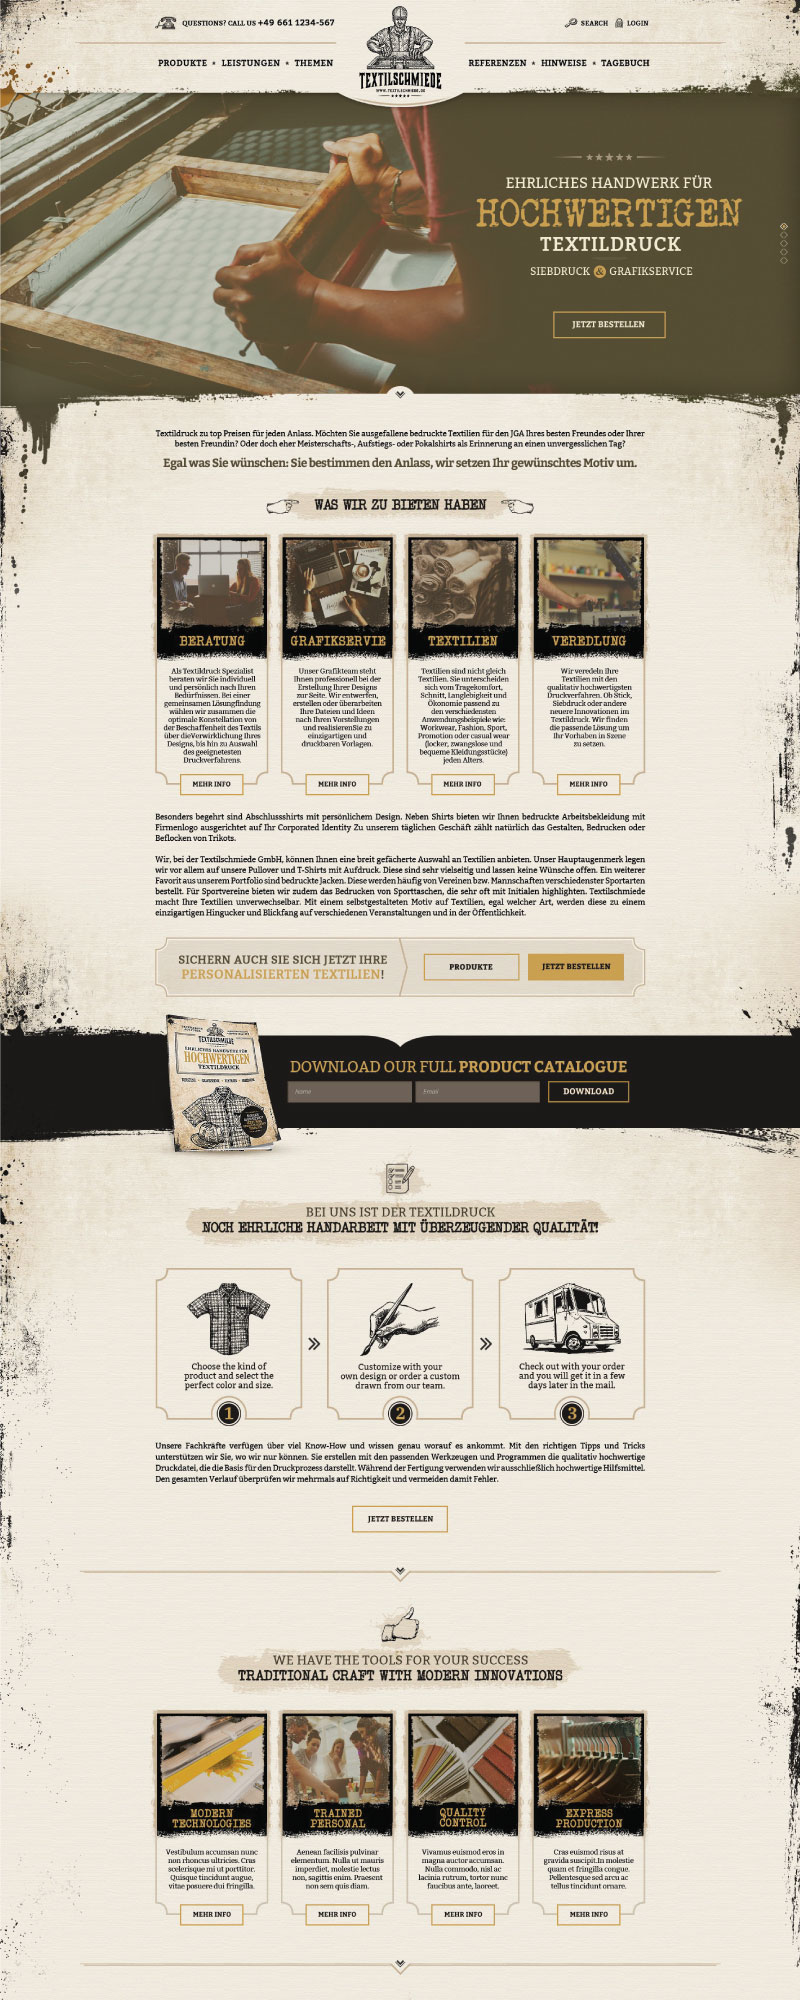 QUESTIONS? CALL US +49 661 1234-567
SEARCH
LOGIN
PRODUKTE ★ LEISTUNGEN ★ THEMEN
TEXTILSCHMIEDE
WWW.TEXTILSCHMIEDE.DE
REFERENZEN ★ HINWEISE ★ TAGEBUCH
EHRLICHES HANDWERK FÜR
HOCHWERTIGEN
TEXTILDRUCK
SIEBDRUCK & GRAFIKSERVICE
JETZT BESTELLEN
Textildruck zu top Preisen für jeden Anlass. Möchten Sie ausgefallene bedruckte Textilien für den JGA Ihres besten Freundes oder Ihrer
besten Freundin? Oder doch eher Meisterschafts-, Aufstiegs- oder Pokalshirts als Erinnerung an einen unvergesslichen Tag?
Egal was Sie wünschen: Sie bestimmen den Anlass, wir setzen Ihr gewünschtes Motiv um.
WAS WIR ZU BIETEN HABEN
BERATUNG
Als Textildruck Spezialist
beraten wir Sie individuell
und persönlich nach Ihren
Bedürfnissen. Bei einer
gemeinsamen Lösungfindung
wählen wir zusammen die
optimale Konstellation von
der Beschaffenheit des Textils
über dieVerwirklichung Ihres
Designs, bis hin zu Auswahl
des geeignetesten
Druckverfahrens.
MEHR INFO
GRAFIKSERVIE
Unser Grafikteam steht
Ihnen professionell bei der
Erstellung Ihrer Designs
zur Seite. Wir entwerfen,
erstellen oder überarbeiten
Ihre Dateien und Ideen
nach Ihren Vorstellungen
und realisierenSie zu
einzigartigen und
druckbaren Vorlagen.
MEHR INFO
TEXTILIEN
Textilien sind nicht gleich
Textilien. Sie unterscheiden
sich vom Tragekomfort,
Schnitt, Langlebigkeit und
Ökonomie passend zu
den verschiedensten
Anwendungsbeispiele wie:
Workwear, Fashion, Sport,
Promotion oder casual wear
(locker, zwangslose und
bequeme Kleidungsstücke)
jeden Alters.
MEHR INFO
VEREDLUNG
Wir veredeln Ihre
Textilien mit den
qualitativ hochwertigsten
Druckverfahren. Ob Stick,
Siebdruck oder andere
neuere Innovationen im
Textildruck. Wir finden
die passende Lösung um
Ihr Vorhaben in Szene
zu setzen.
MEHR INFO
Besonders begehrt sind Abschlussshirts mit persönlichem Design. Neben Shirts bieten wir Ihnen bedruckte Arbeitsbekleidung mit
Firmenlogo ausgerichtet auf Ihr Corporated Identity Zu unserem täglichen Geschäft zählt natürlich das Gestalten, Bedrucken oder
Beflocken von Trikots.
Wir, bei der Textilschmiede GmbH, können Ihnen eine breit gefächerte Auswahl an Textilien anbieten. Unser Hauptaugenmerk legen
wir vor allem auf unsere Pullover und T-Shirts mit Aufdruck. Diese sind sehr vielseitig und lassen keine Wünsche offen. Ein weiterer
Favorit aus unserem Portfolio sind bedruckte Jacken. Diese werden häufig von Vereinen bzw. Mannschaften verschiedenster Sportarten
bestellt. Für Sportvereine bieten wir zudem das Bedrucken von Sporttaschen, die sehr oft mit Initialen highlighten. Textilschmiede
macht Ihre Textilien unverwechselbar. Mit einem selbstgestalteten Motiv auf Textilien, egal welcher Art, werden diese zu einem
einzigartigen Hingucker und Blickfang auf verschiedenen Veranstaltungen und in der Öffentlichkeit.
SICHERN AUCH SIE SICH JETZT IHRE
PERSONALISIERTEN TEXTILIEN!
PRODUKTE
JETZT BESTELLEN
TEXTILSCHMIEDE
EHRLICHES HANDWERK FÜR
HOCHWERTIGEN
TEXTILDRUCK
DOWNLOAD OUR FULL PRODUCT CATALOGUE
Name
Email
DOWNLOAD
BEI UNS IST DER TEXTILDRUCK
NOCH EHRLICHE HANDARBEIT MIT ÜBERZEUGENDER QUALITÄT!
Choose the kind of
product and select the
perfect color and size.
1
Customize with your
own design or order a custom
drawn from our team.
2
Check out with your order
and you will get it in a few
days later in the mail.
3
Unsere Fachkräfte verfügen über viel Know-How und wissen genau worauf es ankommt. Mit den richtigen Tipps und Tricks
unterstützen wir Sie, wo wir nur können. Sie erstellen mit den passenden Werkzeugen und Programmen die qualitativ hochwertige
Druckdatei, die die Basis für den Druckprozess darstellt. Während der Fertigung verwenden wir ausschließlich hochwertige Hilfsmittel.
Den gesamten Verlauf überprüfen wir mehrmals auf Richtigkeit und vermeiden damit Fehler.
JETZT BESTELLEN
WE HAVE THE TOOLS FOR YOUR SUCCESS
TRADITIONAL CRAFT WITH MODERN INNOVATIONS
MODERN
TECHNOLOGIES
Vestibulum accumsan nunc
non rhoncus ultricies. Cras
scelerisque mi ut porttitor.
Quisque tincidunt augue,
vitae posuere dui fringilla.
MEHR INFO
TRAINED
PERSONAL
Aenean facilisis pulvinar
elementum. Nulla ut mauris
imperdiet, molestie lectus
non, sagittis enim. Praesent
non sem quis diam.
MEHR INFO
QUALITY
CONTROL
Vivamus euismod eros in
magna auctor accumsan.
Nulla commodo, nisl ac
lacinia rutrum, tortor nunc
faucibus ante, laoreet.
MEHR INFO
EXPRESS
PRODUCTION
Cras euismod risus at
gravida suscipit.In molestie
quam et fringilla congue.
Pellentesque sed arcu ac
tellus tincidunt ornare.
MEHR INFO